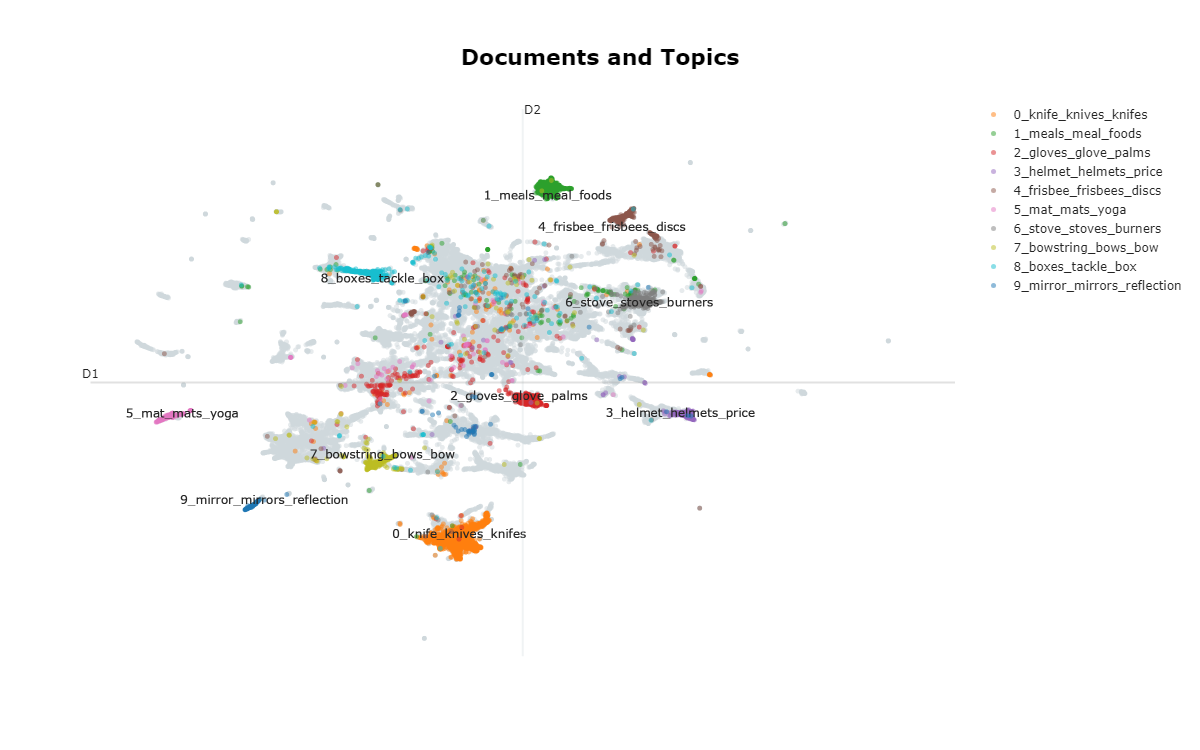 Documents and Topics
D2
0_knife_knives_knifes
1_meals_meal_foods
2_gloves_glove_palms
3_helmet_helmets_price
4_frisbee_frisbees_discs
5_mat_mats_yoga
6_stove_stoves_burners
7_bowstring_bows_bow
8_boxes_tackle_box
9_mirror_mirrors_reflection
1_meals_meal_foods
4_frisbee_frisbees_discs
8_boxes_tackle_box
6_stove_stoves_burners
D1
2_gloves_glove_palms
5_mat_mats_yoga
3_helmet_helmets_price
7_bowstring_bows_bow
9_mirror_mirrors_reflection
0_knife_knives_knifes